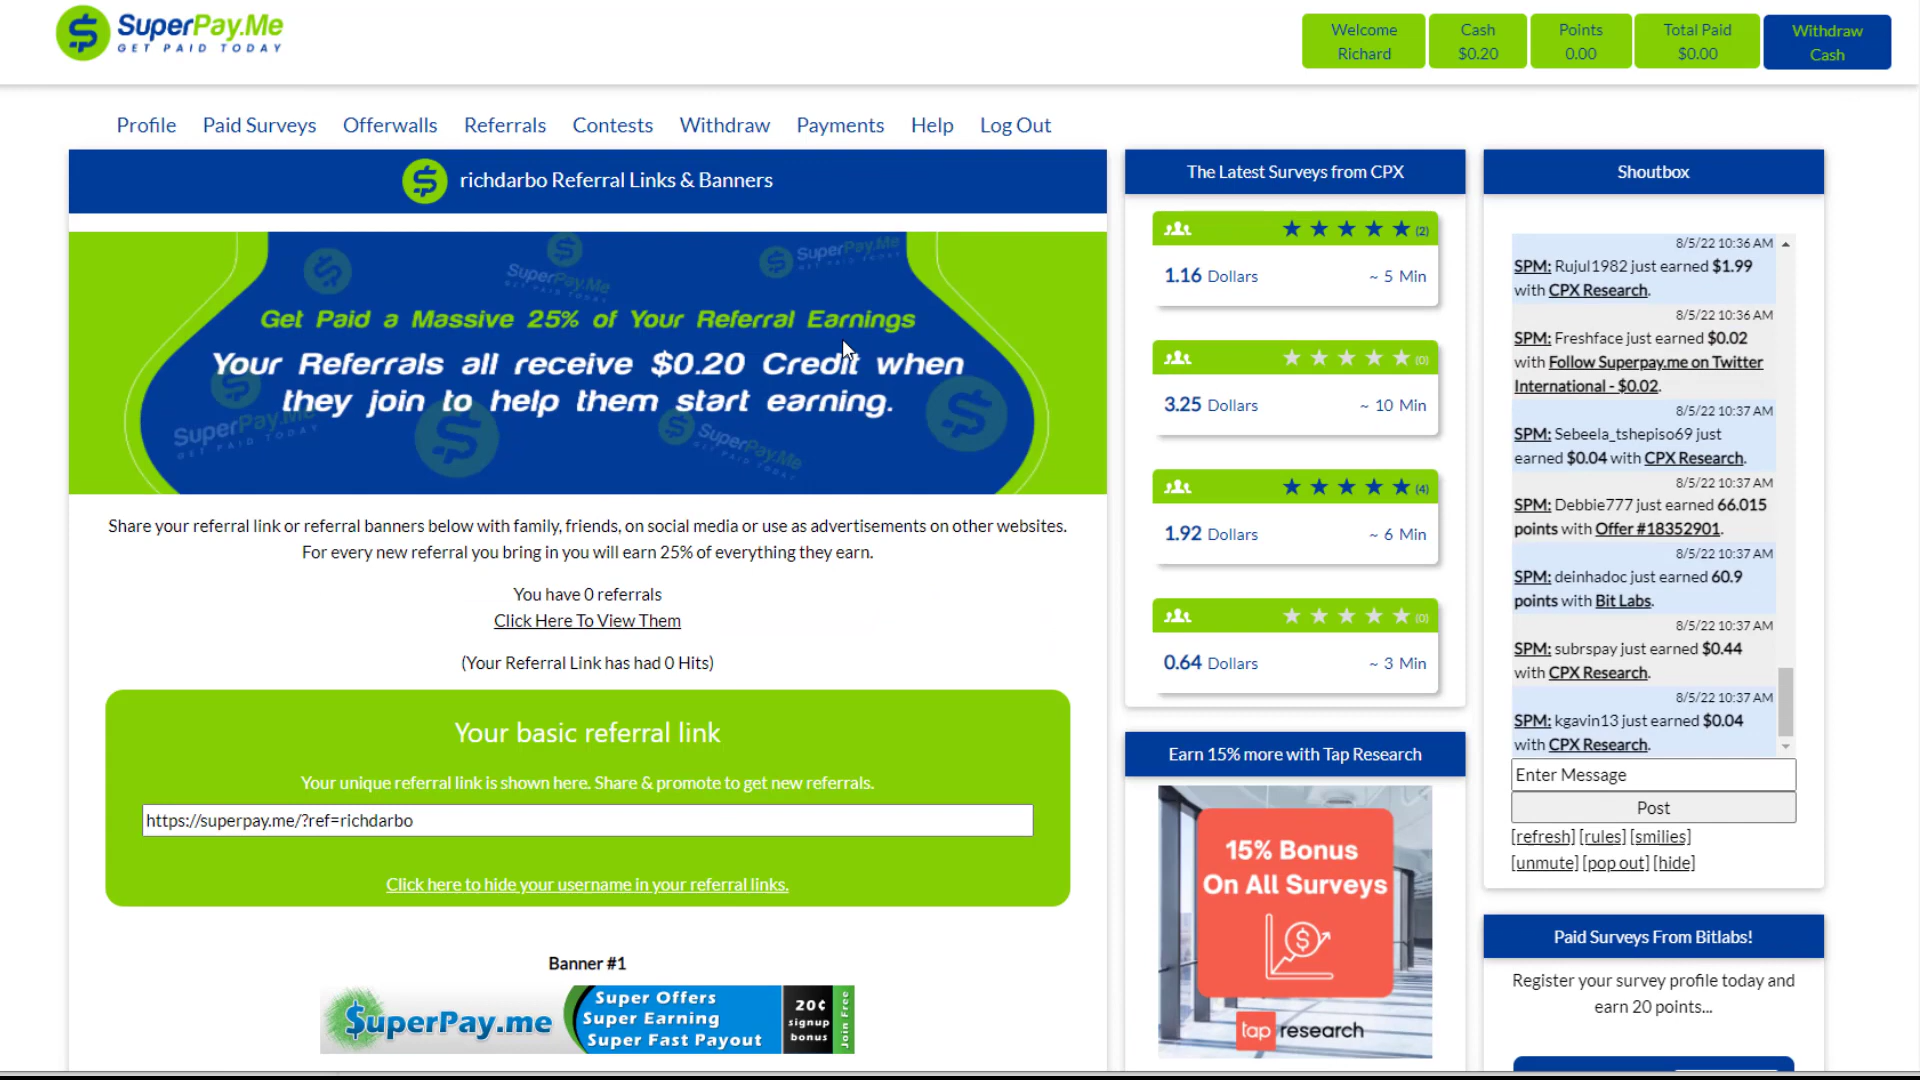 SuperPay.Me
GET PAID TODAY
Welcome
Richard
Cash
$0.20
Points
0.00
Total Paid
$0.00
Withdraw
Cash
Profile
Paid Surveys
Offerwalls
Referrals
Contests
Withdraw
Payments
Help
Log Out
richdarbo Referral Links & Banners
SuperPay.Me
SuperPay.Me
Get Paid a Massive 25% of Your Referral Earnings
Your Referrals all receive $0.20 Credit when
they join to help them start earning.
SuperPay.Me
GET PAID TODAY
SuperPay.Me
GET PAID TODAY
Share your referral link or referral banners below with family, friends, on social media or use as advertisements on other websites.
For every new referral you bring in you will earn 25% of everything they earn.
You have 0 referrals
Click Here To View Them
(Your Referral Link has had 0 Hits)
Your basic referral link
Your unique referral link is shown here. Share & promote to get new referrals.
https://superpay.me/?ref=richdarbo
Click here to hide your username in your referral links.
Banner #1
$uperPay.me
Super Offers
Super Earning
Super Fast Payout
20¢
signup
bonus
Join Free
The Latest Surveys from CPX
(2)
1.16 Dollars
~ 5 Min
(0)
3.25 Dollars
~ 10 Min
(4)
1.92 Dollars
~ 6 Min
(0)
0.64 Dollars
~ 3 Min
Earn 15% more with Tap Research
15% Bonus
On All Surveys
tap research
Shoutbox
8/5/22 10:36 AM
SPM: Rujul1982 just earned $1.99
with CPX Research.
8/5/22 10:36 AM
SPM: Freshface just earned $0.02
with Follow Superpay.me on Twitter
International - $0.02.
8/5/22 10:37 AM
SPM: Sebeela_tshepiso69 just
earned $0.04 with CPX Research.
8/5/22 10:37 AM
SPM: Debbie777 just earned 66.015
points with Offer #18352901.
8/5/22 10:37 AM
SPM: deinhadoc just earned 60.9
points with Bit Labs.
8/5/22 10:37 AM
SPM: subrspay just earned $0.44
with CPX Research.
8/5/22 10:37 AM
SPM: kgavin13 just earned $0.04
with CPX Research.
Enter Message
Post
[refresh] [rules] [smilies]
[unmute] [pop out] [hide]
Paid Surveys From Bitlabs!
Register your survey profile today and
earn 20 points...